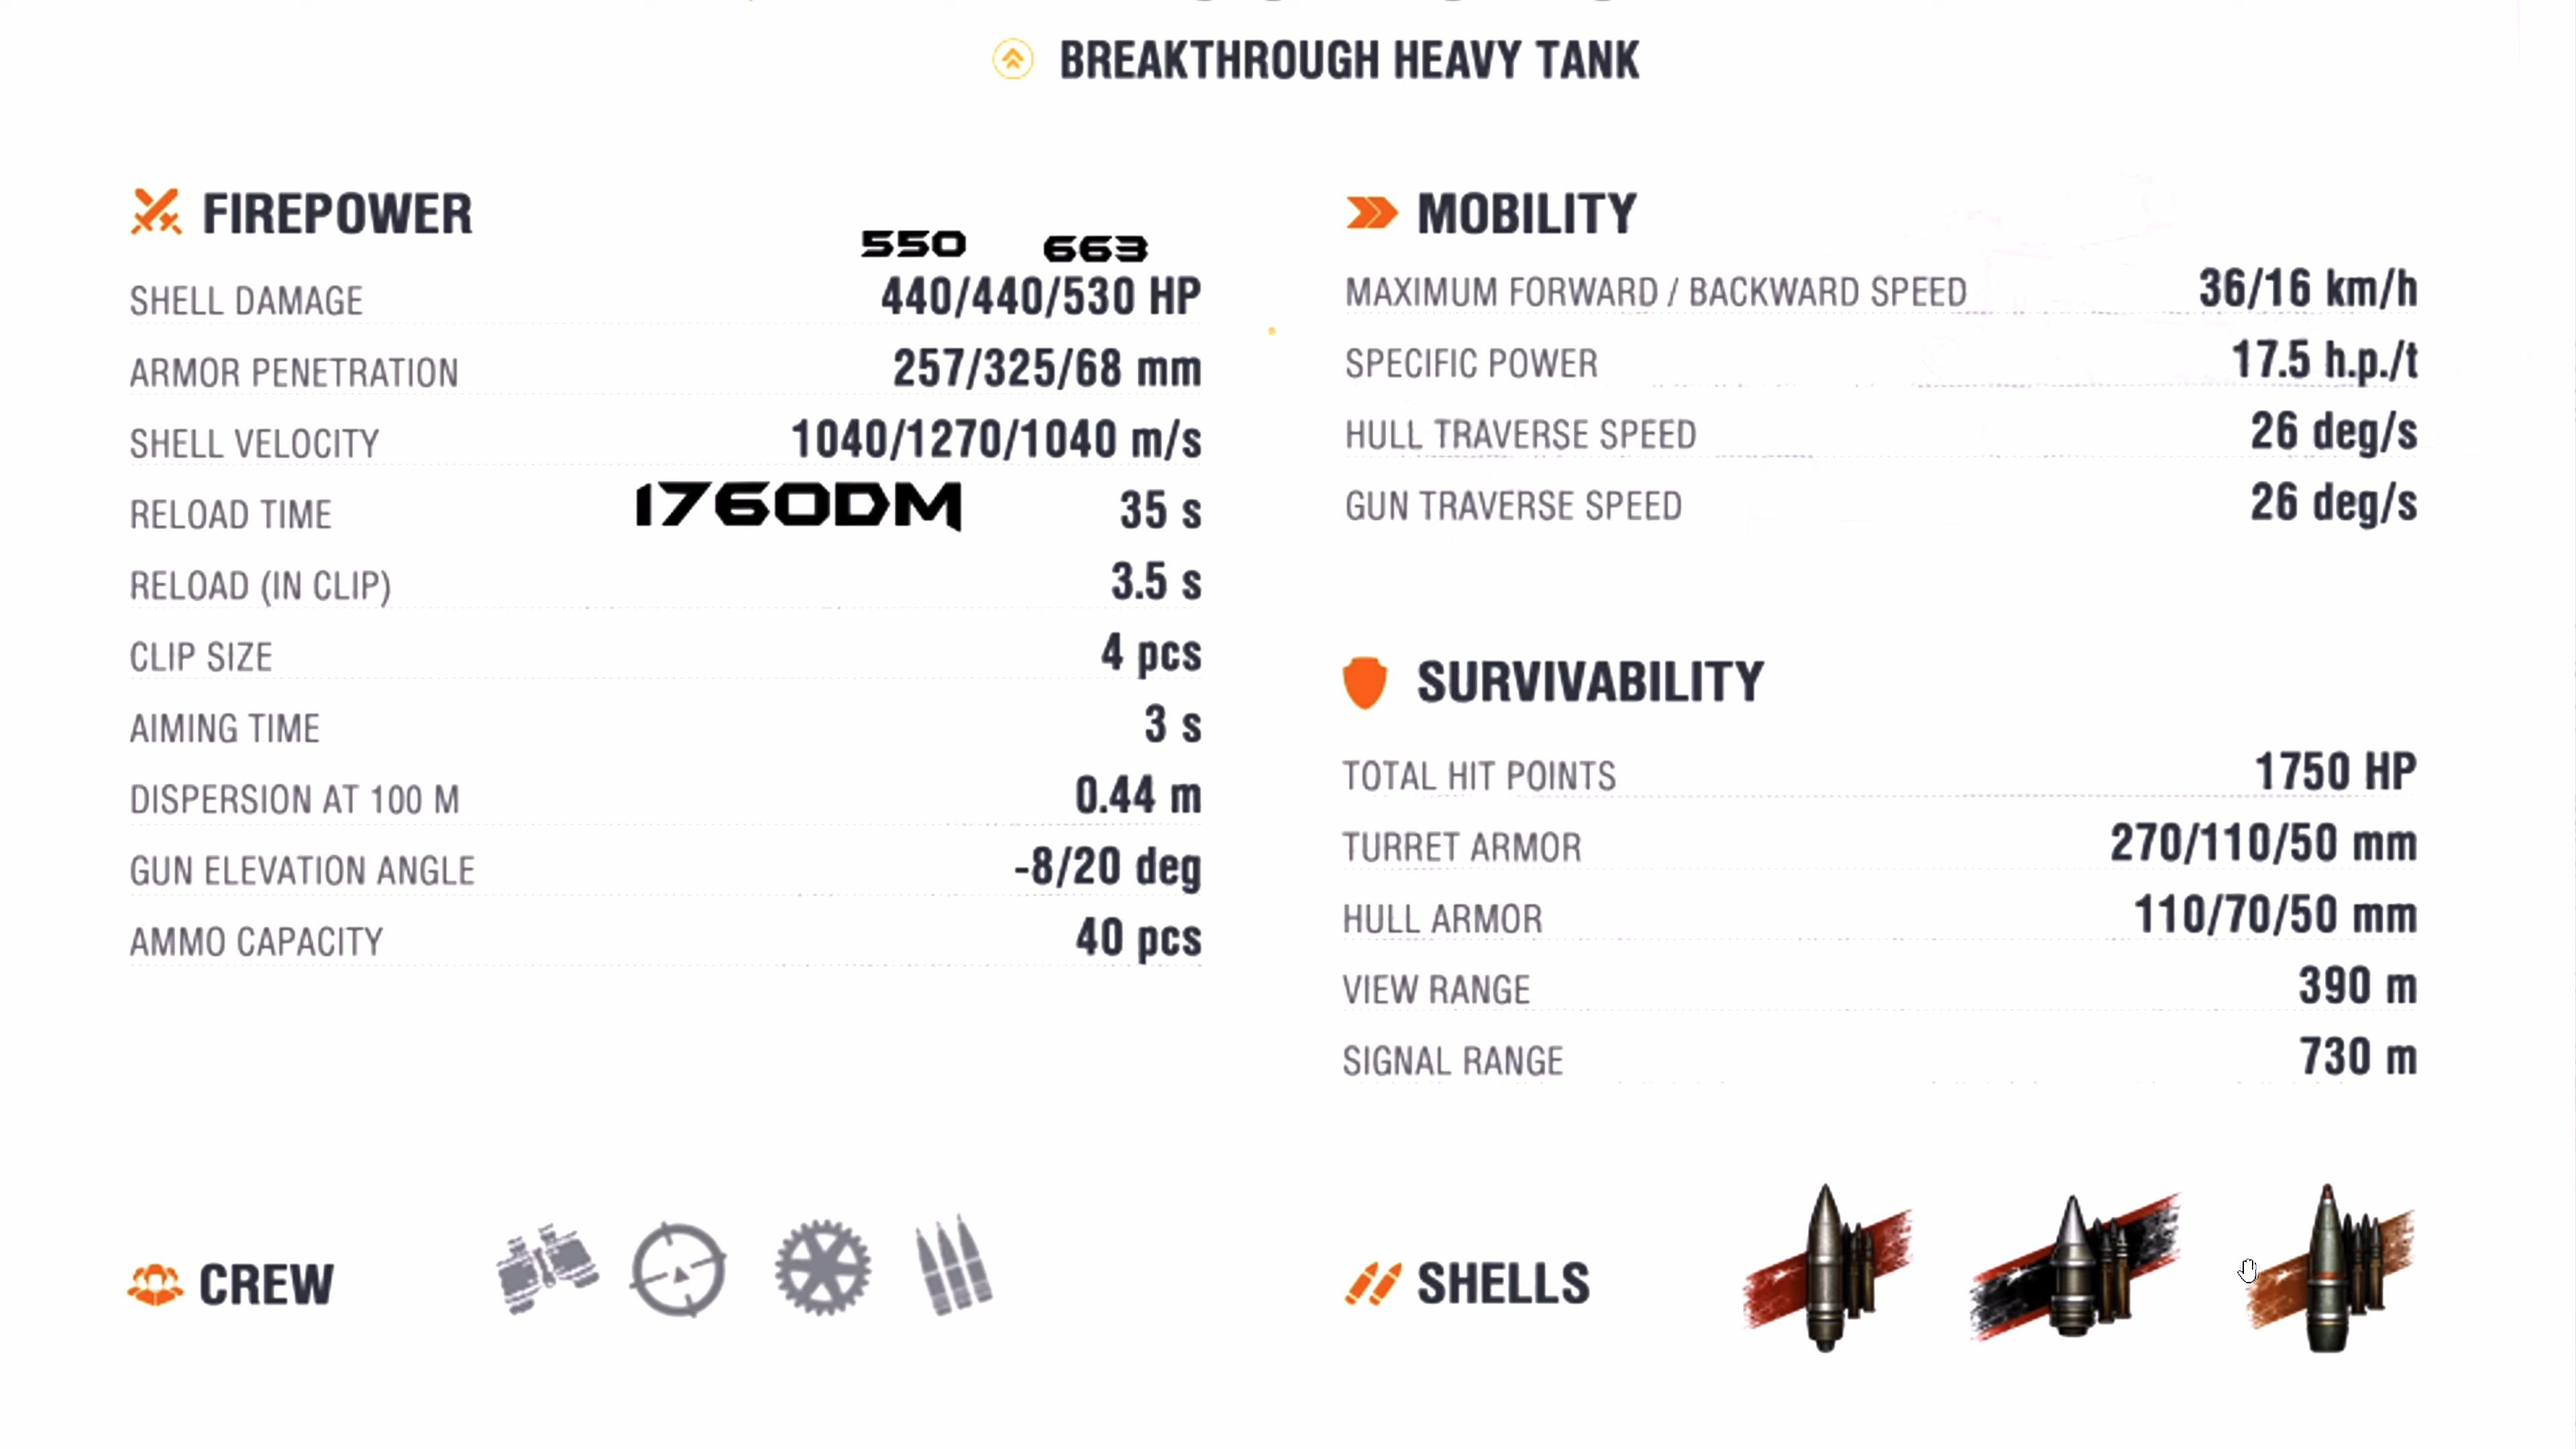 BREAKTHROUGH HEAVY TANK
FIREPOWER
550 663
SHELL DAMAGE 440/440/530 HP
ARMOR PENETRATION 257/325/68 mm
SHELL VELOCITY 1040/1270/1040 m/s
RELOAD TIME 1760DM 35 s
RELOAD (IN CLIP) 3.5 s
CLIP SIZE 4 pcs
AIMING TIME 3 s
DISPERSION AT 100 M 0.44 m
GUN ELEVATION ANGLE -8/20 deg
AMMO CAPACITY 40 pcs
MOBILITY
MAXIMUM FORWARD / BACKWARD SPEED 36/16 km/h
SPECIFIC POWER 17.5 h.p./t
HULL TRAVERSE SPEED 26 deg/s
GUN TRAVERSE SPEED 26 deg/s
SURVIVABILITY
TOTAL HIT POINTS 1750 HP
TURRET ARMOR 270/110/50 mm
HULL ARMOR 110/70/50 mm
VIEW RANGE 390 m
SIGNAL RANGE 730 m
CREW
SHELLS